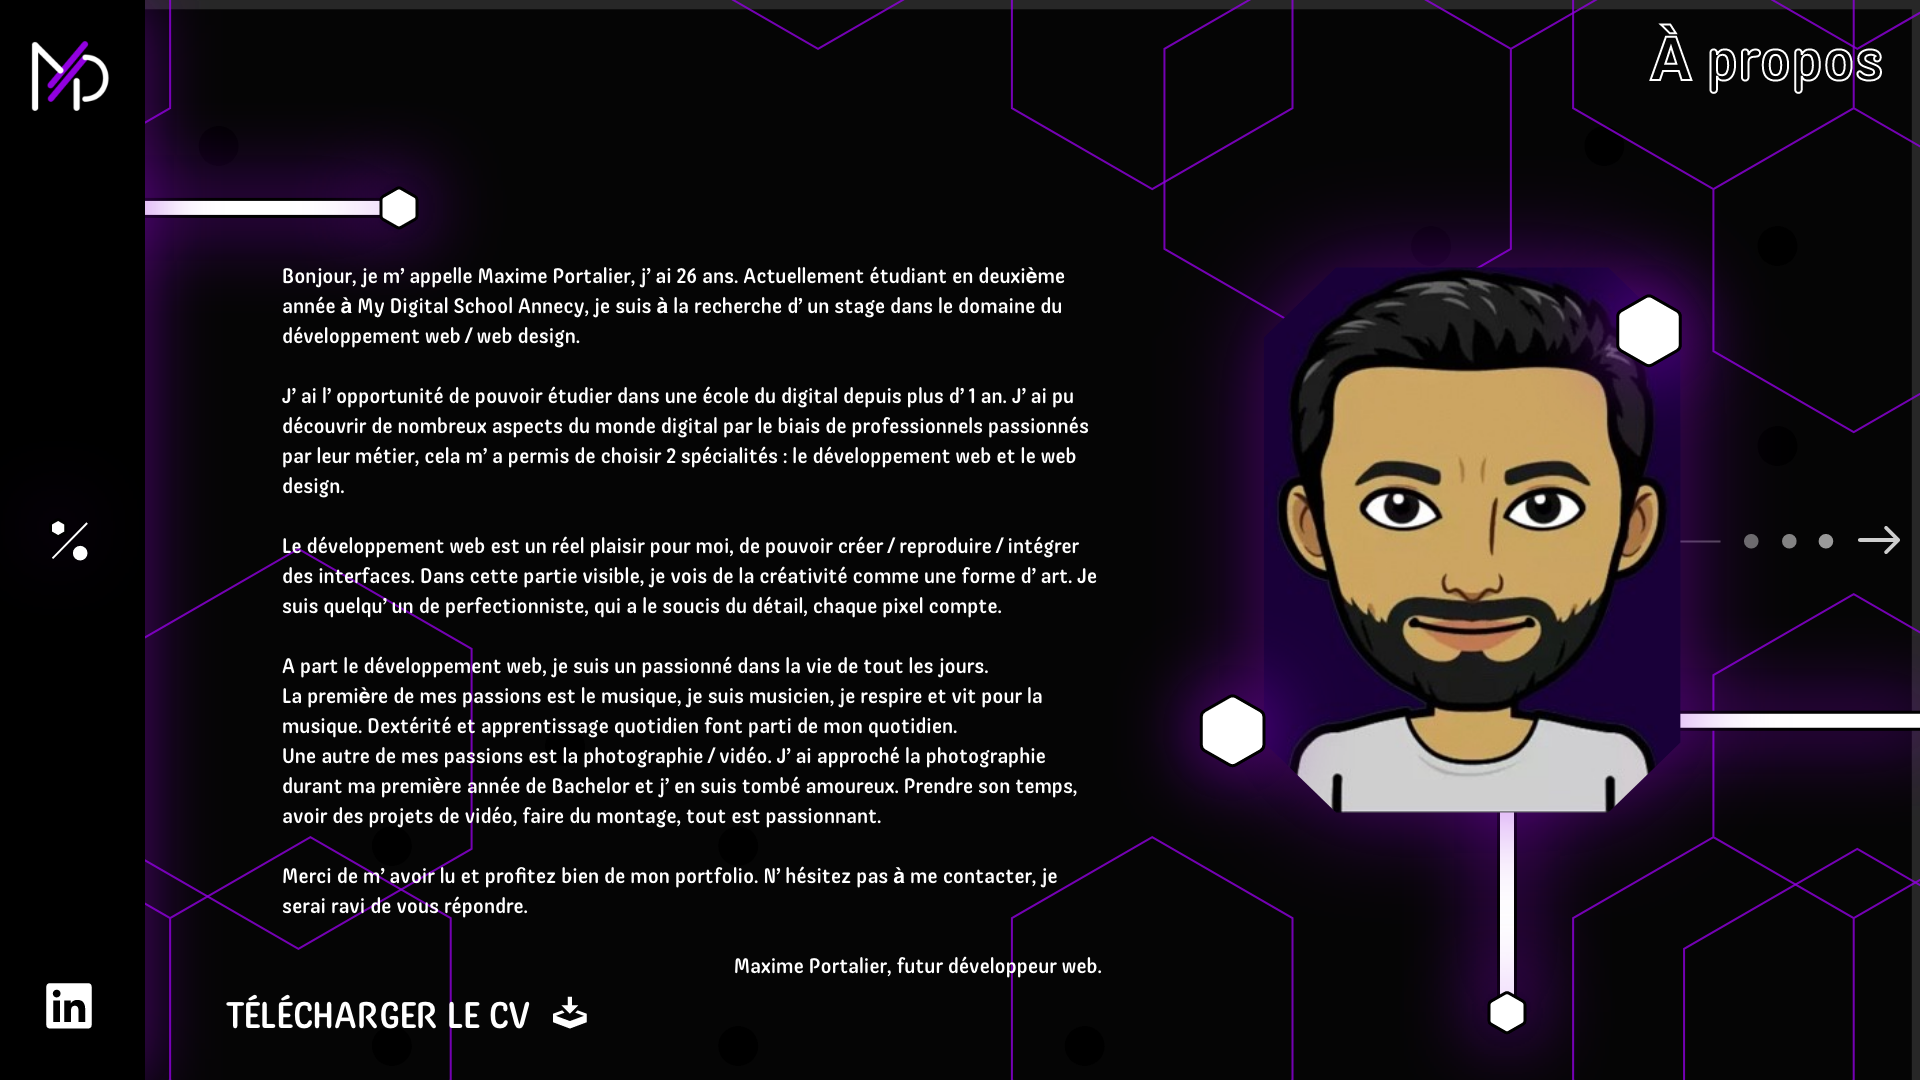 À propos
Bonjour, je m’ appelle Maxime Portalier, j’ ai 26 ans. Actuellement étudiant en deuxième
année à My Digital School Annecy, je suis à la recherche d’ un stage dans le domaine du
développement web / web design.
J’ ai l’ opportunité de pouvoir étudier dans une école du digital depuis plus d’ 1 an. J’ ai pu
découvrir de nombreux aspects du monde digital par le biais de professionnels passionnés
par leur métier, cela m’ a permis de choisir 2 spécialités : le développement web et le web
design.
Le développement web est un réel plaisir pour moi, de pouvoir créer / reproduire / intégrer
des interfaces. Dans cette partie visible, je vois de la créativité comme une forme d’ art. Je
suis quelqu’ un de perfectionniste, qui a le soucis du détail, chaque pixel compte.
A part le développement web, je suis un passionné dans la vie de tout les jours.
La première de mes passions est le musique, je suis musicien, je respire et vit pour la
musique. Dextérité et apprentissage quotidien font parti de mon quotidien.
Une autre de mes passions est la photographie / vidéo. J’ ai approché la photographie
durant ma première année de Bachelor et j’ en suis tombé amoureux. Prendre son temps,
avoir des projets de vidéo, faire du montage, tout est passionnant.
Merci de m’ avoir lu et profitez bien de mon portfolio. N’ hésitez pas à me contacter, je
serai ravi de vous répondre.
Maxime Portalier, futur développeur web.
TÉLÉCHARGER LE CV
in